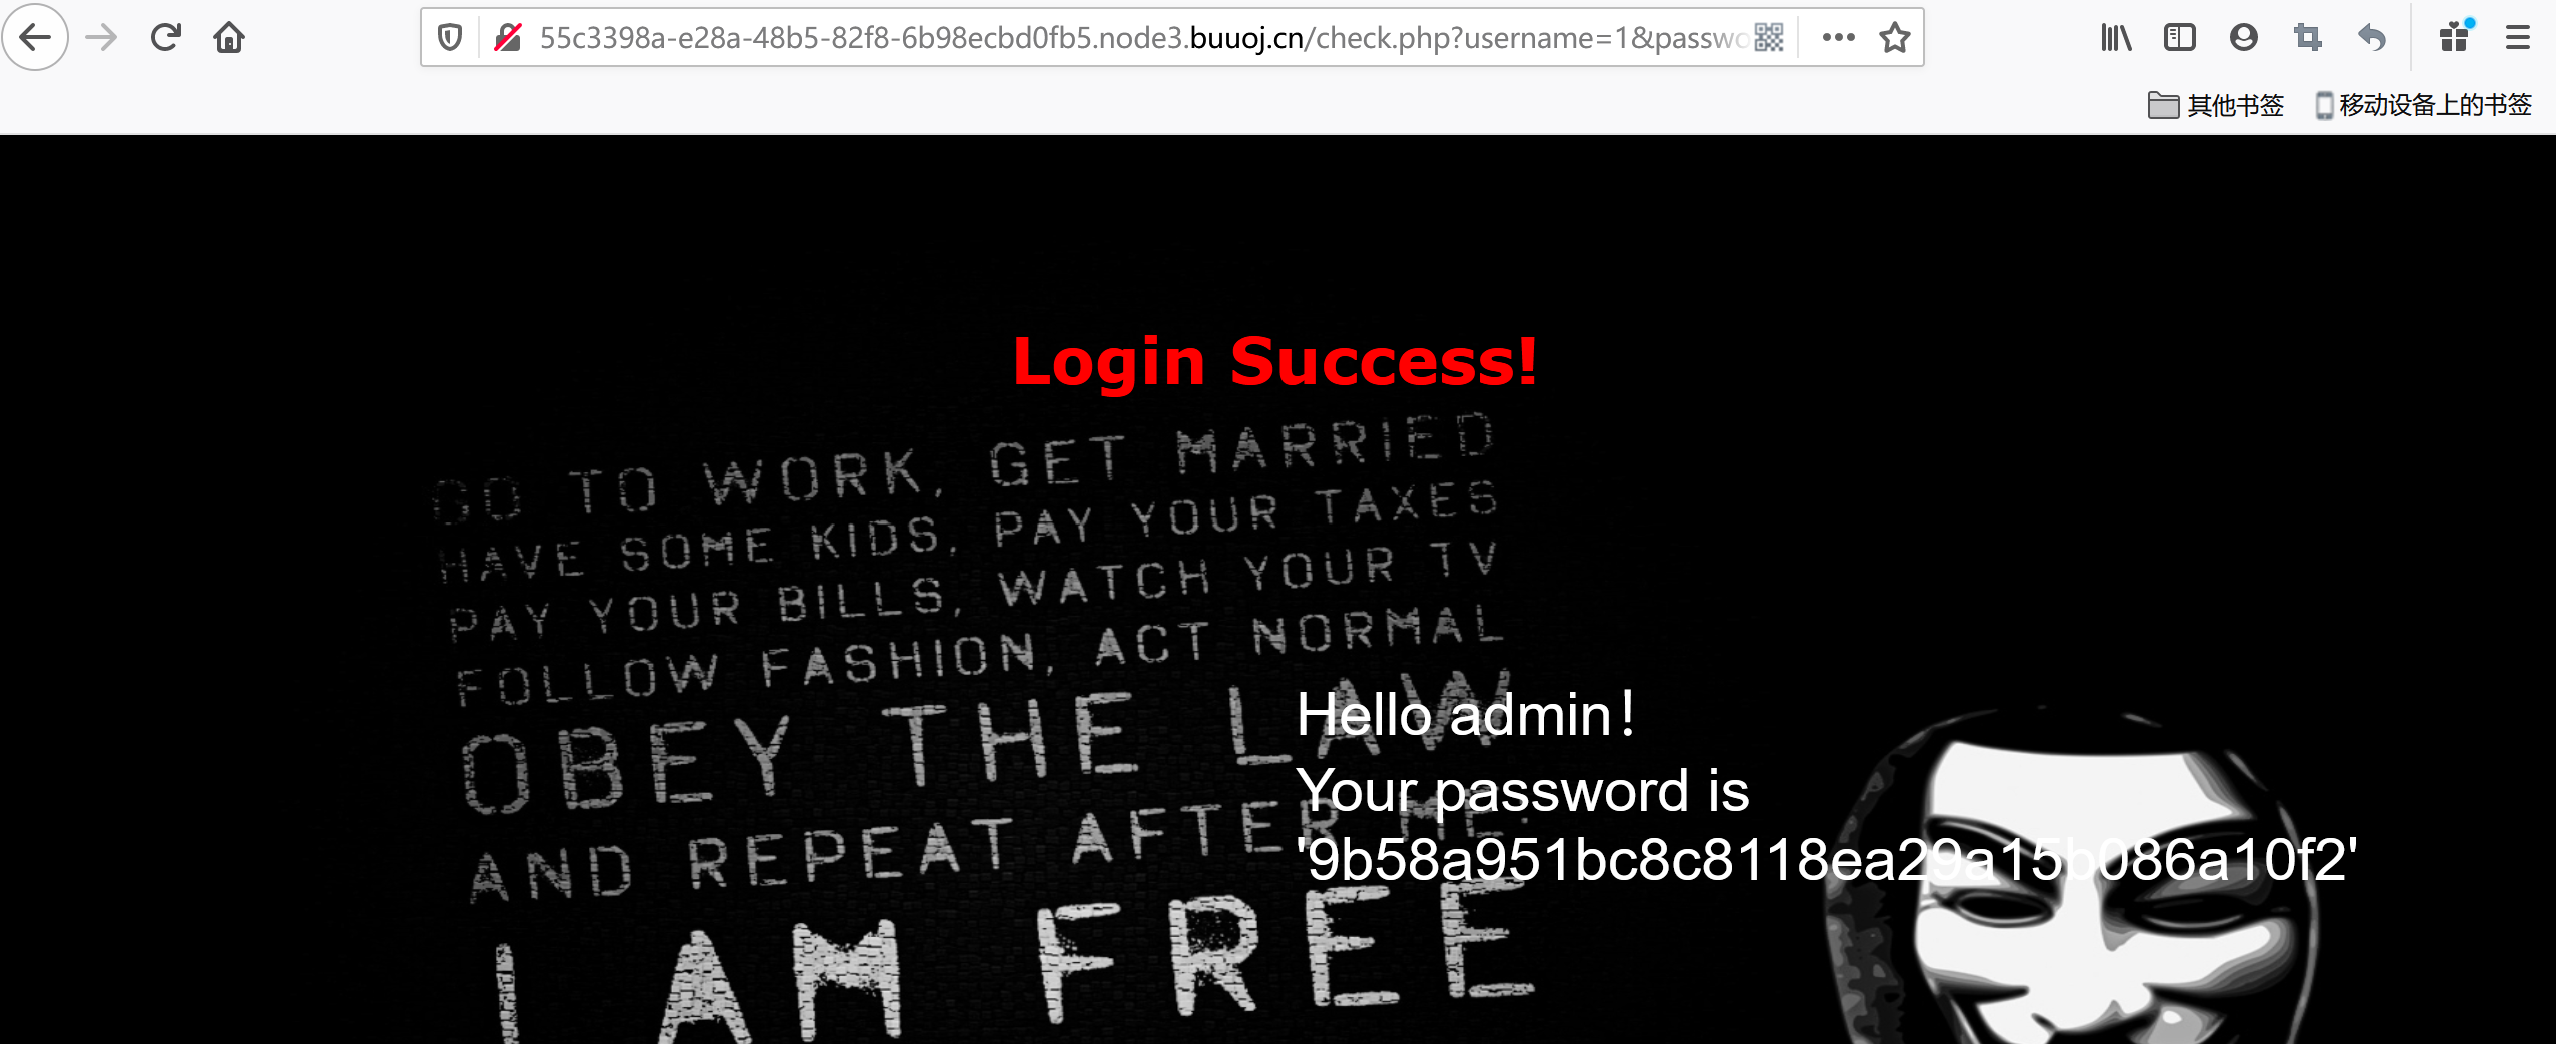 55c3398a-e28a-48b5-82f8-6b98ecbd0fb5.node3.buuoj.cn/check.php?username=1&passwo
其他书签 移动设备上的书签
Login Success!
GO TO WORK, GET MARRIED
HAVE SOME KIDS, PAY YOUR TAXES
PAY YOUR BILLS, WATCH YOUR TV
FOLLOW FASHION, ACT NORMAL
OBEY THE LAW
AND REPEAT AFTER ME:
I AM FREE
Hello admin！
Your password is
'9b58a951bc8c8118ea29a15b086a10f2'